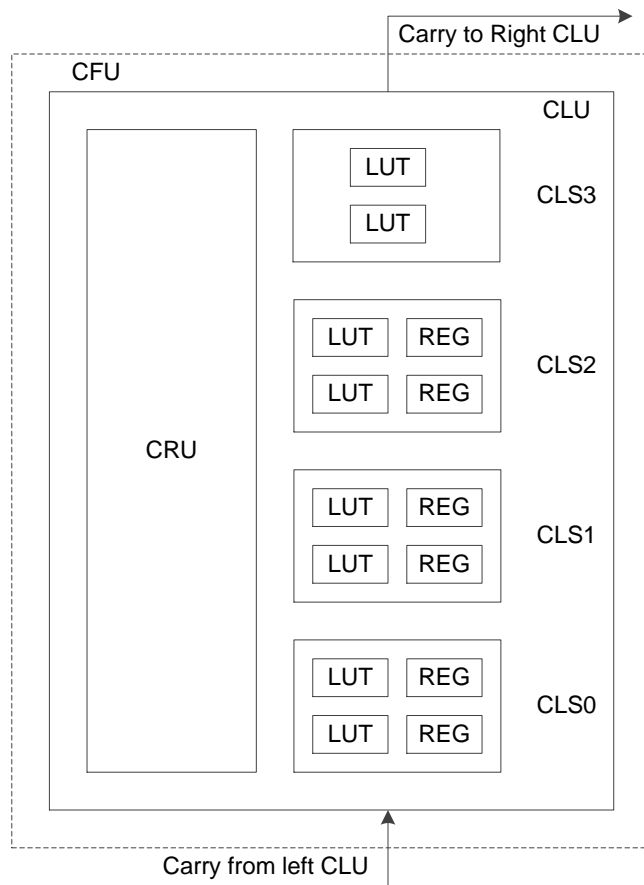 Carry to Right CLU
CFU
CLU
LUT
LUT
CLS3
LUT REG
LUT REG
CLS2
CRU
LUT REG
LUT REG
CLS1
LUT REG
LUT REG
CLS0
Carry from left CLU